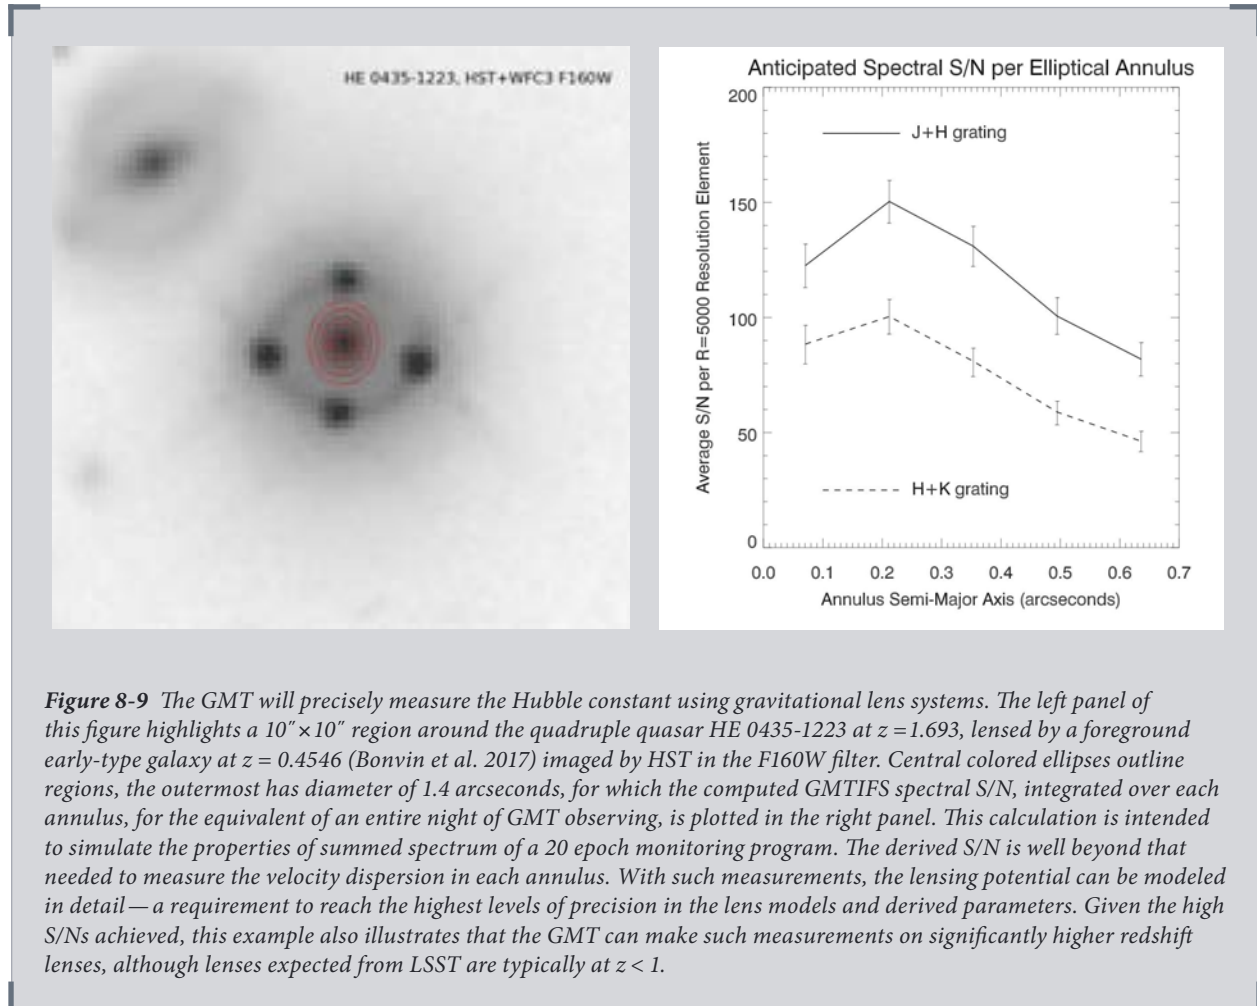 HE 0435-1223, HST+WFC3 F160W
Anticipated Spectral S/N per Elliptical Annulus
200
150
100
50
0
Average S/N per R=5000 Resolution Element
J+H grating
H+K grating
0.0 0.1 0.2 0.3 0.4 0.5 0.6 0.7
Annulus Semi-Major Axis (arcseconds)
Figure 8-9 The GMT will precisely measure the Hubble constant using gravitational lens systems. The left panel of
this figure highlights a 10″×10″ region around the quadruple quasar HE 0435-1223 at z=1.693, lensed by a foreground
early-type galaxy at z = 0.4546 (Bonvin et al. 2017) imaged by HST in the F160W filter. Central colored ellipses outline
regions, the outermost has diameter of 1.4 arcseconds, for which the computed GMTIFS spectral S/N, integrated over each
annulus, for the equivalent of an entire night of GMT observing, is plotted in the right panel. This calculation is intended
to simulate the properties of summed spectrum of a 20 epoch monitoring program. The derived S/N is well beyond that
needed to measure the velocity dispersion in each annulus. With such measurements, the lensing potential can be modeled
in detail—a requirement to reach the highest levels of precision in the lens models and derived parameters. Given the high
S/Ns achieved, this example also illustrates that the GMT can make such measurements on significantly higher redshift
lenses, although lenses expected from LSST are typically at z < 1.